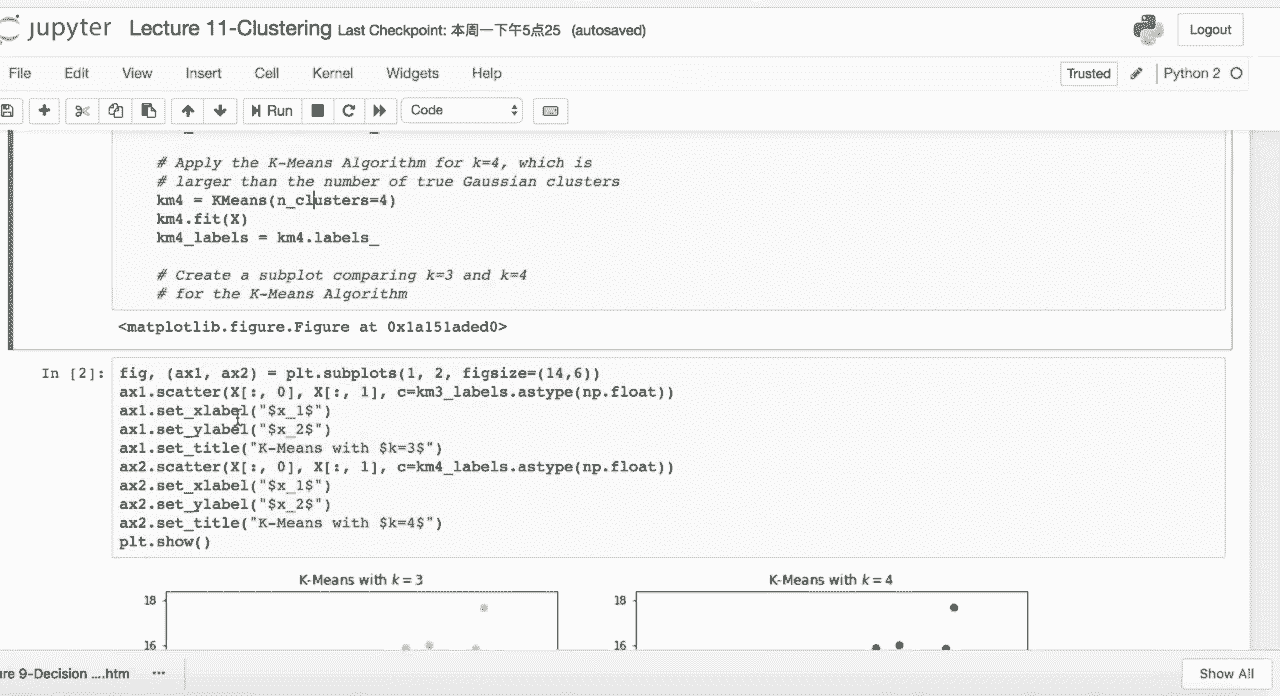 jupyter Lecture 11-Clustering Last Checkpoint: 本周一下午5点25 (autosaved) Logout
File Edit View Insert Cell Kernel Widgets Help Trusted Python 2
Run Code
# Apply the K-Means Algorithm for k=4, which is
# larger than the number of true Gaussian clusters
km4 = KMeans(n_clusters=4)
km4.fit(X)
km4_labels = km4.labels_
# Create a subplot comparing k=3 and k=4
# for the K-Means Algorithm
<matplotlib.figure.Figure at 0x1a151aded0>
In [2]: fig, (ax1, ax2) = plt.subplots(1, 2, figsize=(14,6))
ax1.scatter(X[:, 0], X[:, 1], c=km3_labels.astype(np.float))
ax1.set_xlabel("$x_1$")
ax1.set_ylabel("$x_2$")
ax1.set_title("K-Means with $k=3$")
ax2.scatter(X[:, 0], X[:, 1], c=km4_labels.astype(np.float))
ax2.set_xlabel("$x_1$")
ax2.set_ylabel("$x_2$")
ax2.set_title("K-Means with $k=4$")
plt.show()
K-Means with k = 3 K-Means with k = 4
18 18
16 16
re 9-Decision ....htm Show All